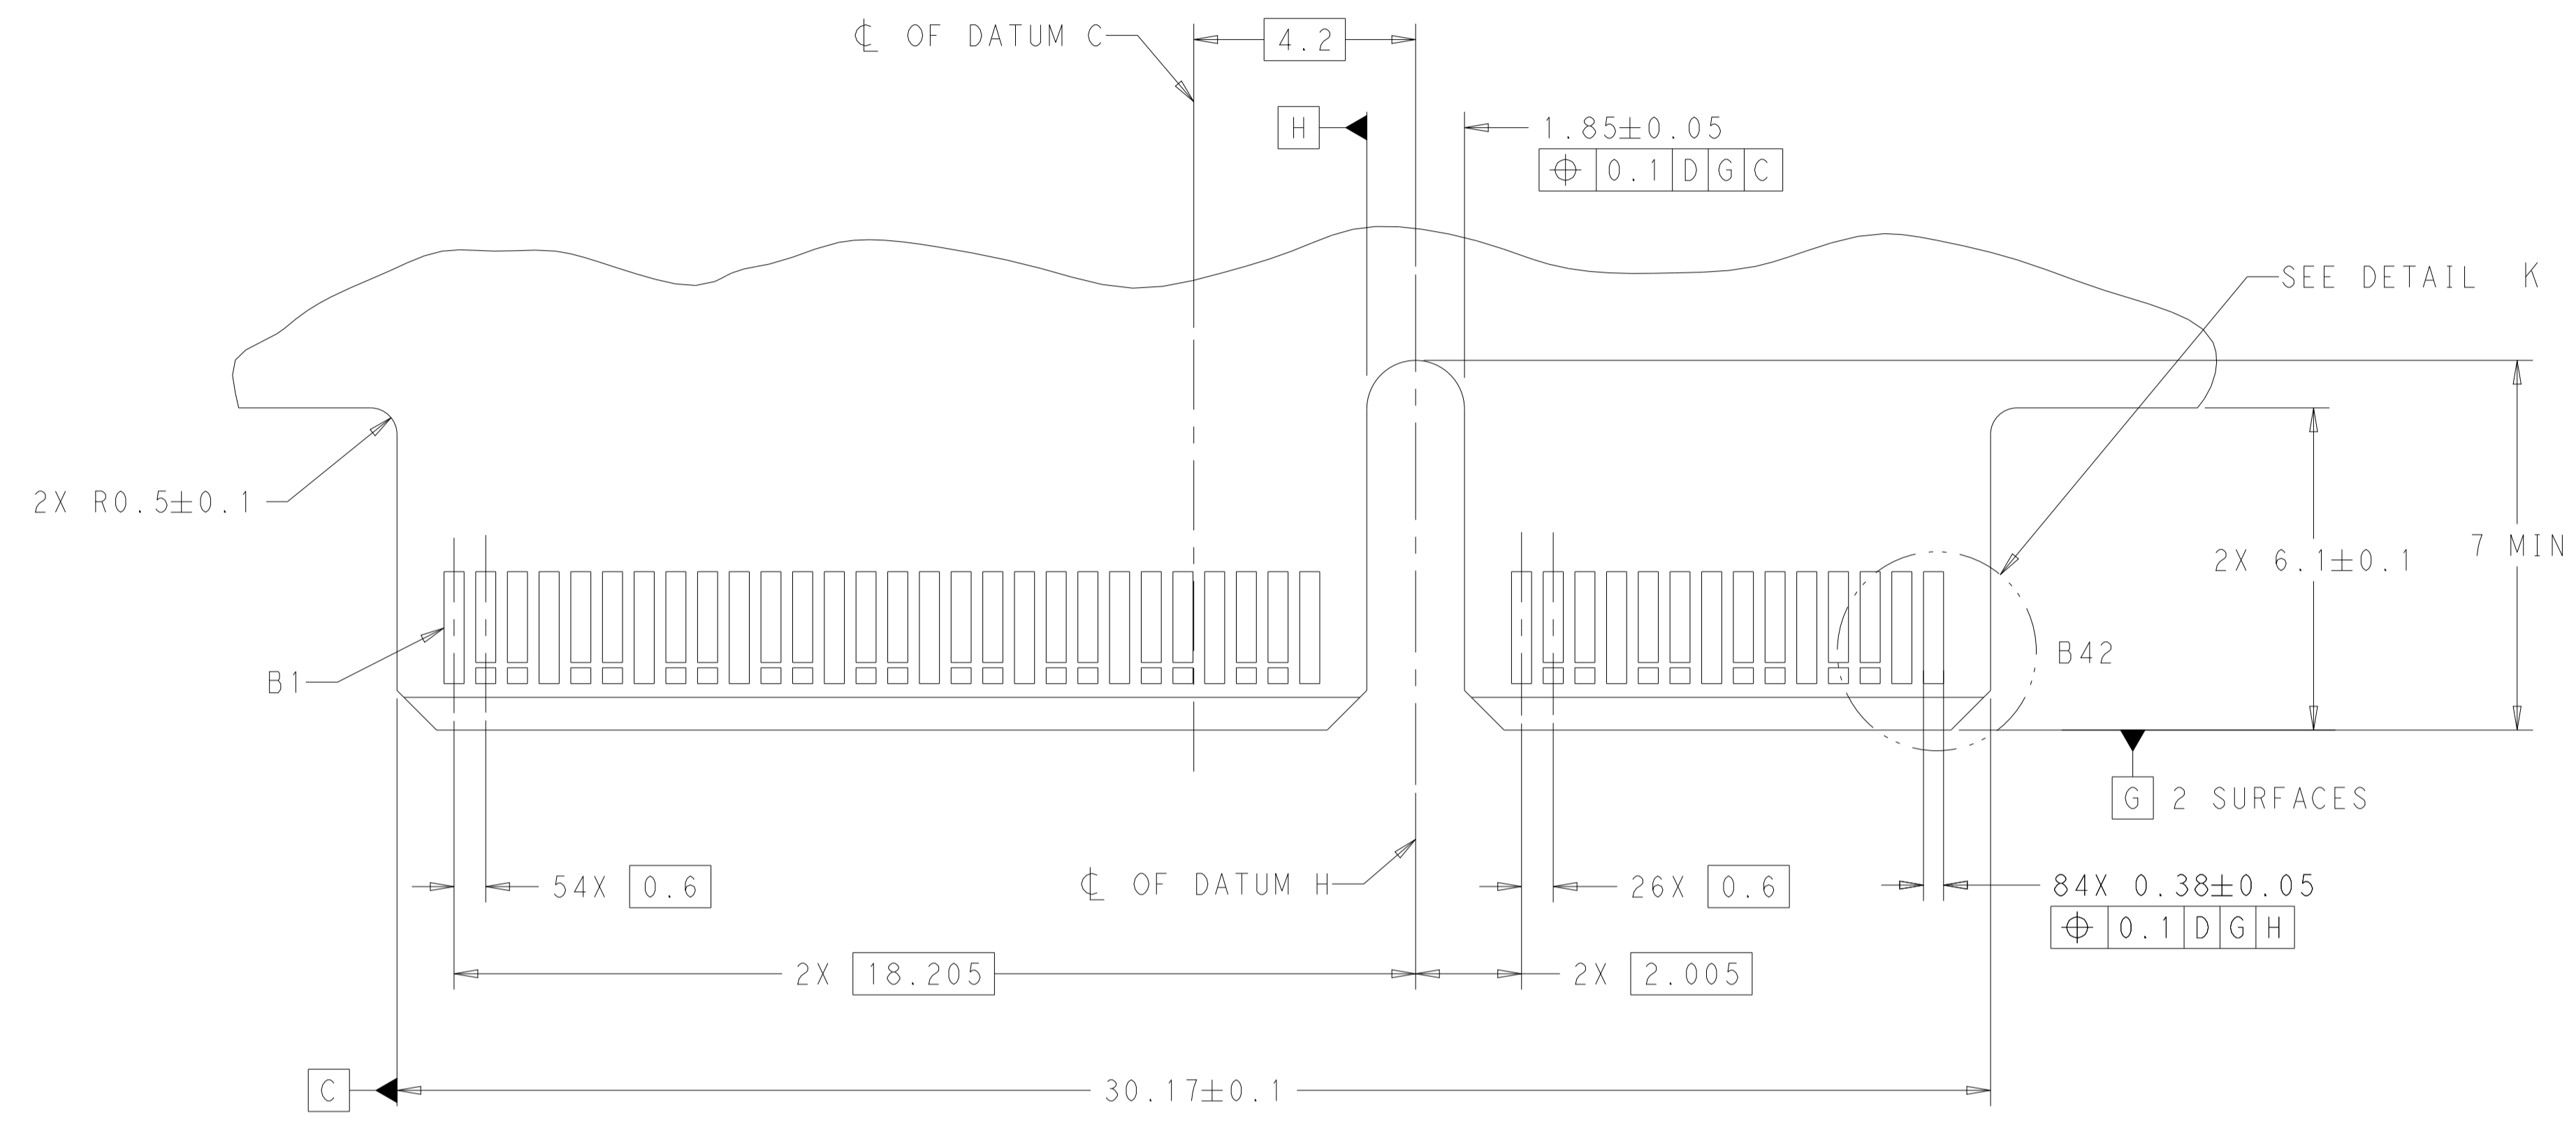 ℄ OF DATUM C
4.2
H
1.85±0.05
⌖ 0.1 D G C
SEE DETAIL K
2X R0.5±0.1
7 MIN
2X 6.1±0.1
B1
B42
G 2 SURFACES
54X 0.6
℄ OF DATUM H
26X 0.6
84X 0.38±0.05
⌖ 0.1 D G H
2X 18.205
2X 2.005
C
30.17±0.1